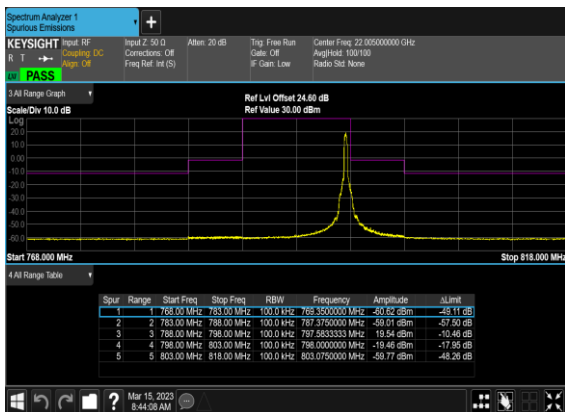 Spectrum Analyzer 1
Spurious Emissions
KEYSIGHT Input: RF Input Z: 50 Ω Atten: 20 dB Trig: Free Run Center Freq: 22.005000000 GHz
R T Coupling: DC Corrections: Off Gate: Off Avg|Hold: 100/100
Align: Off Freq Ref: Int (S) IF Gain: Low Radio Std: None
PASS
3 All Range Graph
Ref Lvl Offset 24.60 dB
Scale/Div 10.0 dB Ref Value 30.00 dBm
Log
20.0
10.0
0.00
-10.0
-20.0
-30.0
-40.0
-50.0
-60.0
Start 768.000 MHz Stop 818.000 MHz
4 All Range Table
Spur Range Start Freq Stop Freq RBW Frequency Amplitude ΔLimit
1 1 768.00 MHz 783.00 MHz 100.0 kHz 769.3500000 MHz -60.62 dBm -49.11 dB
2 2 783.00 MHz 788.00 MHz 100.0 kHz 787.3750000 MHz -59.01 dBm -57.50 dB
3 3 788.00 MHz 798.00 MHz 100.0 kHz 797.5833333 MHz 19.54 dBm -10.46 dB
4 4 798.00 MHz 803.00 MHz 100.0 kHz 798.0000000 MHz -19.46 dBm -17.95 dB
5 5 803.00 MHz 818.00 MHz 100.0 kHz 803.0750000 MHz -59.77 dBm -48.26 dB
Mar 15, 2023
8:44:08 AM